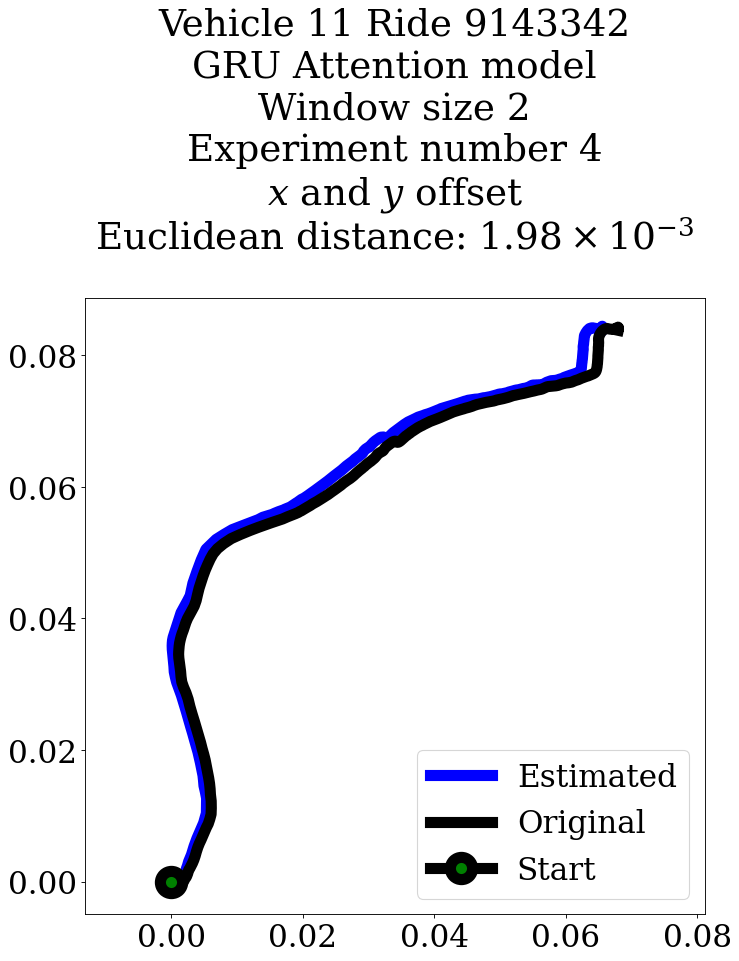 Vehicle 11 Ride 9143342
GRU Attention model
Window size 2
Experiment number 4
x and y offset
Euclidean distance: 1.98 × 10⁻³
0.08
0.06
0.04
0.02
0.00
Estimated
Original
Start
0.00 0.02 0.04 0.06 0.08